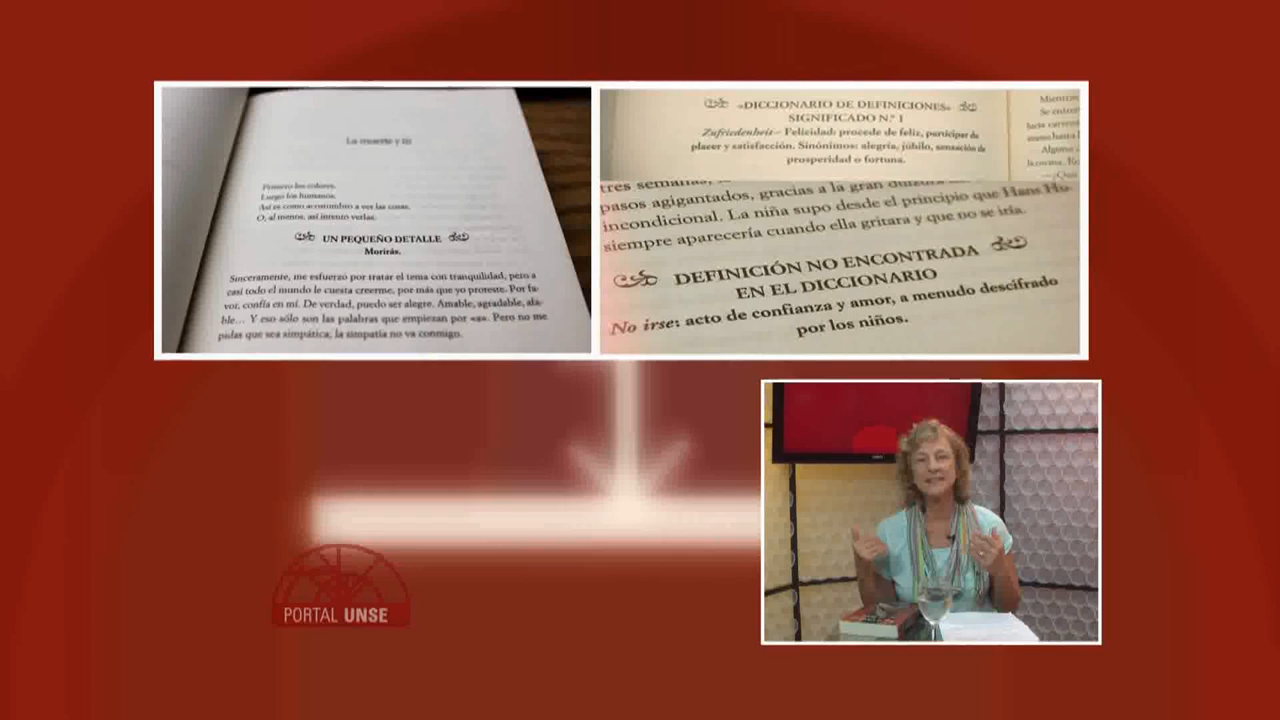 La muerte y tú
Primero los colores.
Luego los humanos.
Así es como acostumbro a ver las cosas.
O, al menos, así intento verlas.
UN PEQUEÑO DETALLE
Morirás.
Sinceramente, me esfuerzo por tratar el tema con tranquilidad, pero a
casi todo el mundo le cuesta creerme, por más que yo proteste. Por fa-
vor, confía en mí. De verdad, puedo ser alegre. Amable, agradable, afa-
ble... Y eso sólo son las palabras que empiezan por «a». Pero no me
pidas que sea simpática, la simpatía no va conmigo.
«DICCIONARIO DE DEFINICIONES»
SIGNIFICADO N.º 1
Zufriedenheit – Felicidad: procede de feliz, participar de
placer y satisfacción. Sinónimos: alegría, júbilo, sensación de
prosperidad o fortuna.
Mientras
Se
hacia
Alguna
tres semanas,
pasos agigantados, gracias a la gran
incondicional. La niña supo desde el principio que Hans Hu-
siempre aparecería cuando ella gritara y que no se iría.
DEFINICIÓN NO ENCONTRADA
EN EL DICCIONARIO
No irse: acto de confianza y amor, a menudo descifrado
por los niños.
PORTAL UNSE